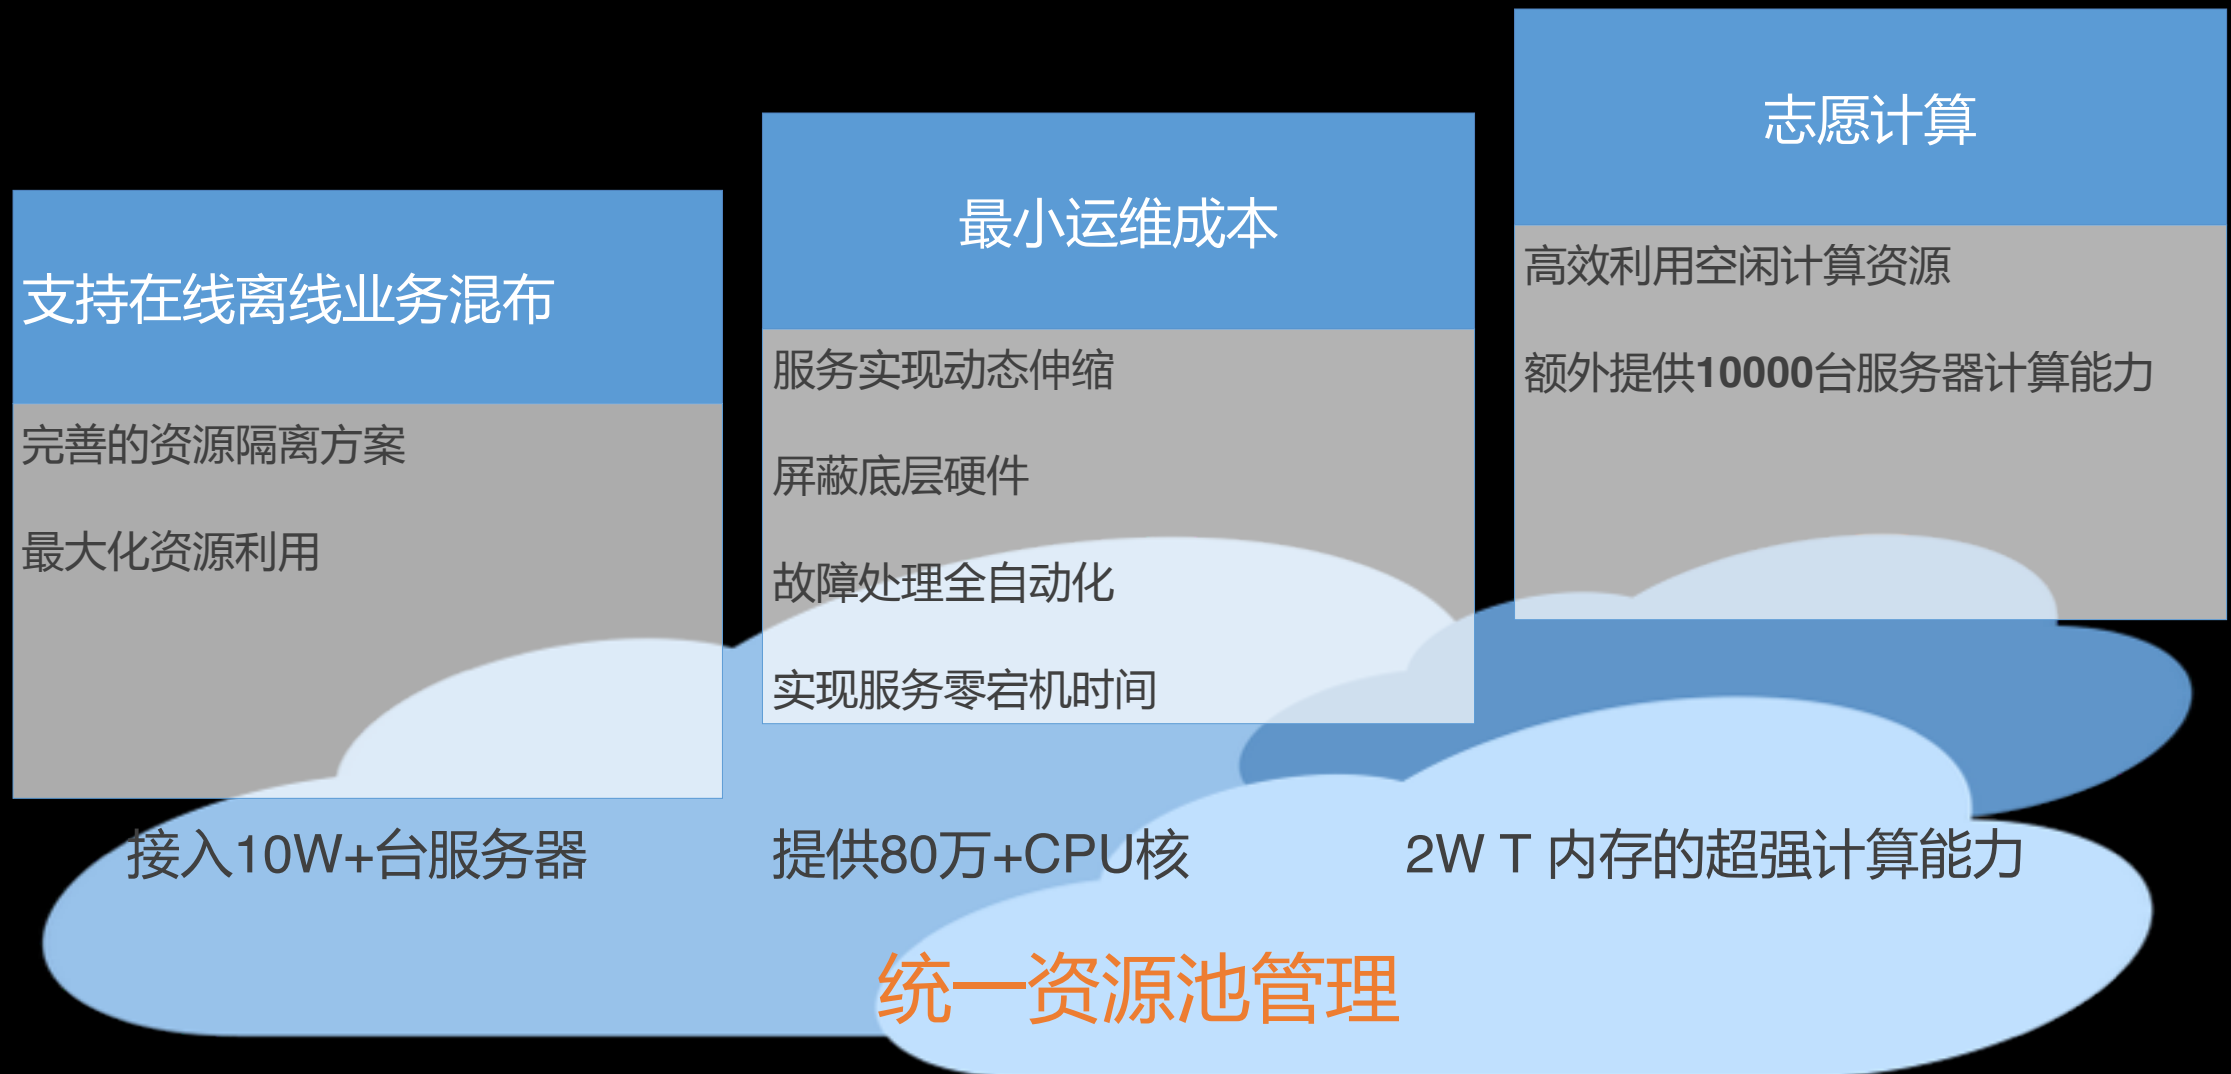 支持在线离线业务混布
完善的资源隔离方案
最大化资源利用
最小运维成本
服务实现动态伸缩
屏蔽底层硬件
故障处理全自动化
实现服务零宕机时间
志愿计算
高效利用空闲计算资源
额外提供10000台服务器计算能力
接入10W+台服务器
提供80万+CPU核
2W T 内存的超强计算能力
统一资源池管理